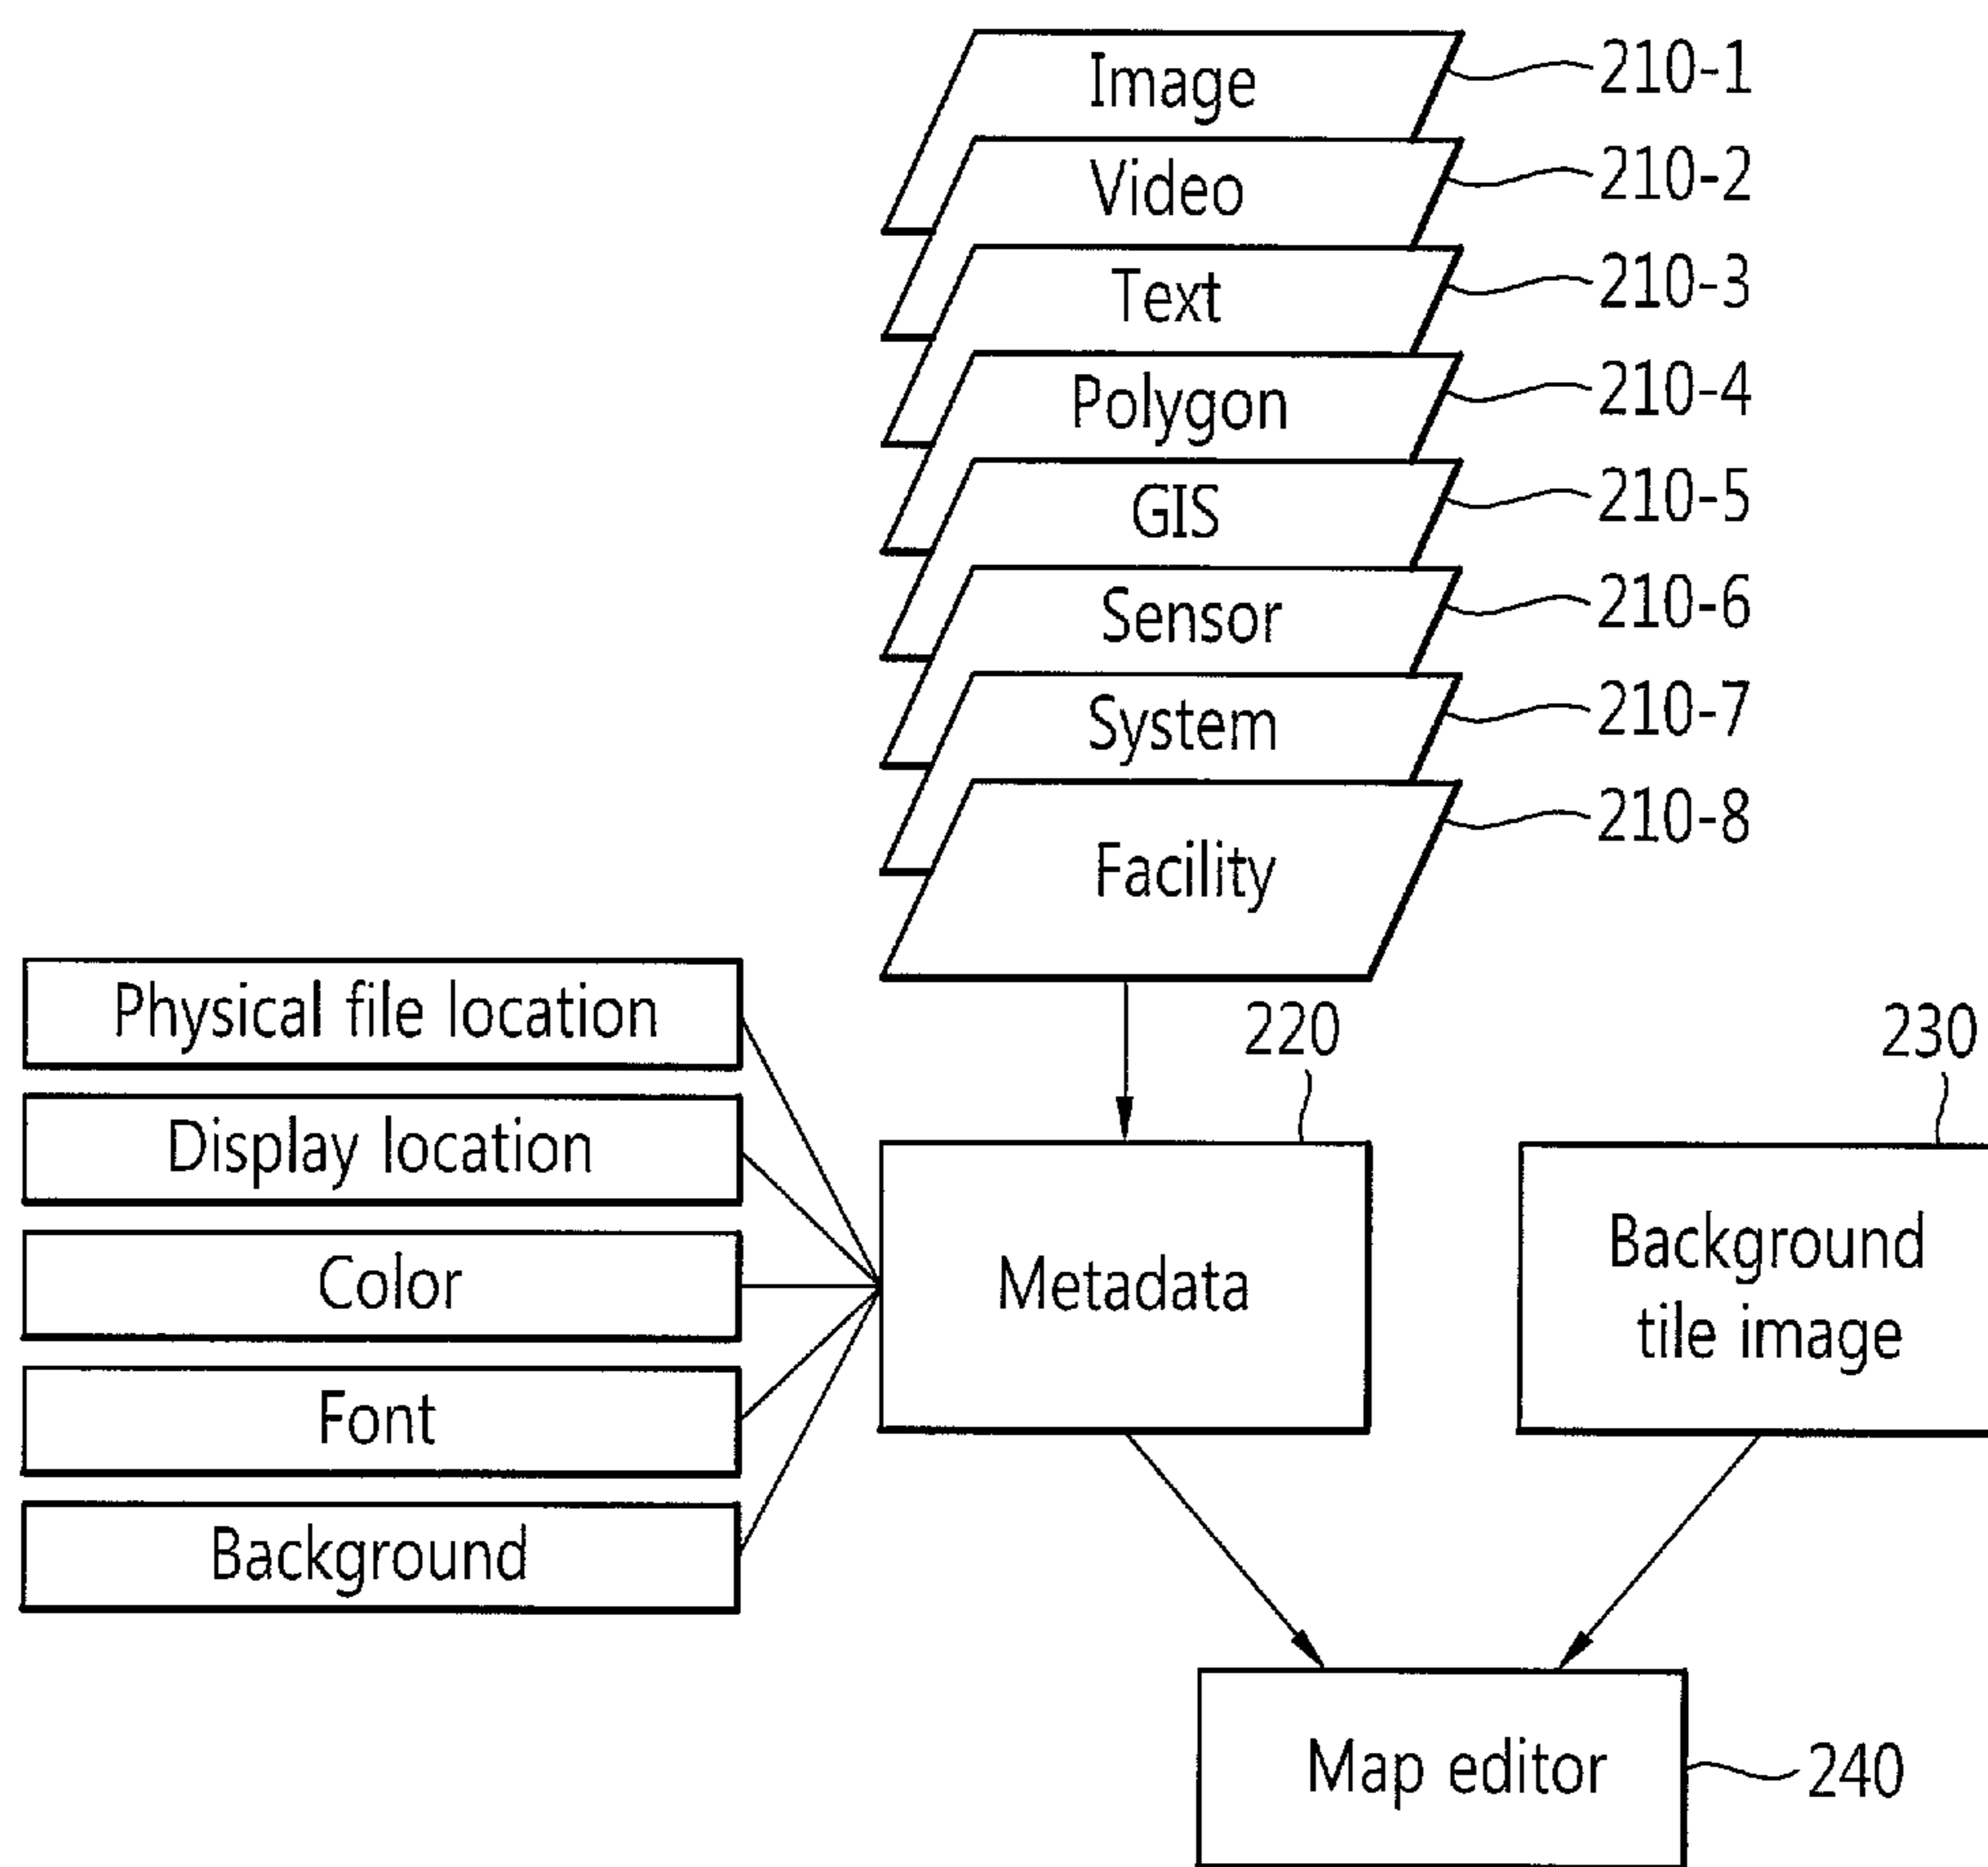 Image 210-1
Video 210-2
Text 210-3
Polygon 210-4
GIS 210-5
Sensor 210-6
System 210-7
Facility 210-8
Physical file location
Display location
Color
Font
Background
220
Metadata
230
Background
tile image
Map editor 240